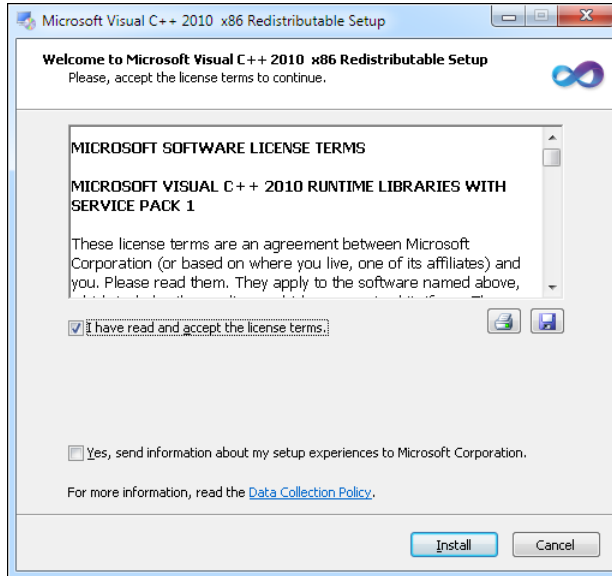 Microsoft Visual C++ 2010 x86 Redistributable Setup
Welcome to Microsoft Visual C++ 2010 x86 Redistributable Setup
Please, accept the license terms to continue.
MICROSOFT SOFTWARE LICENSE TERMS
MICROSOFT VISUAL C++ 2010 RUNTIME LIBRARIES WITH
SERVICE PACK 1
These license terms are an agreement between Microsoft
Corporation (or based on where you live, one of its affiliates) and
you. Please read them. They apply to the software named above,
I have read and accept the license terms.
Yes, send information about my setup experiences to Microsoft Corporation.
For more information, read the Data Collection Policy.
Install
Cancel